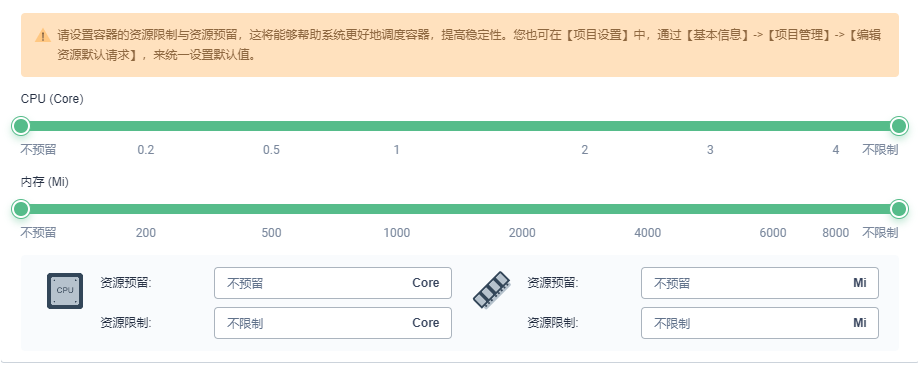 请设置容器的资源限制与资源预留，这将能够帮助系统更好地调度容器，提高稳定性。您也可在【项目设置】中，通过【基本信息】->【项目管理】->【编辑
资源默认请求】，来统一设置默认值。
CPU (Core)
不预留 0.2 0.5 1 2 3 4 不限制
内存 (Mi)
不预留 200 500 1000 2000 4000 6000 8000 不限制
CPU 资源预留: 不预留 Core 资源预留: 不预留 Mi
资源限制: 不限制 Core 资源限制: 不限制 Mi